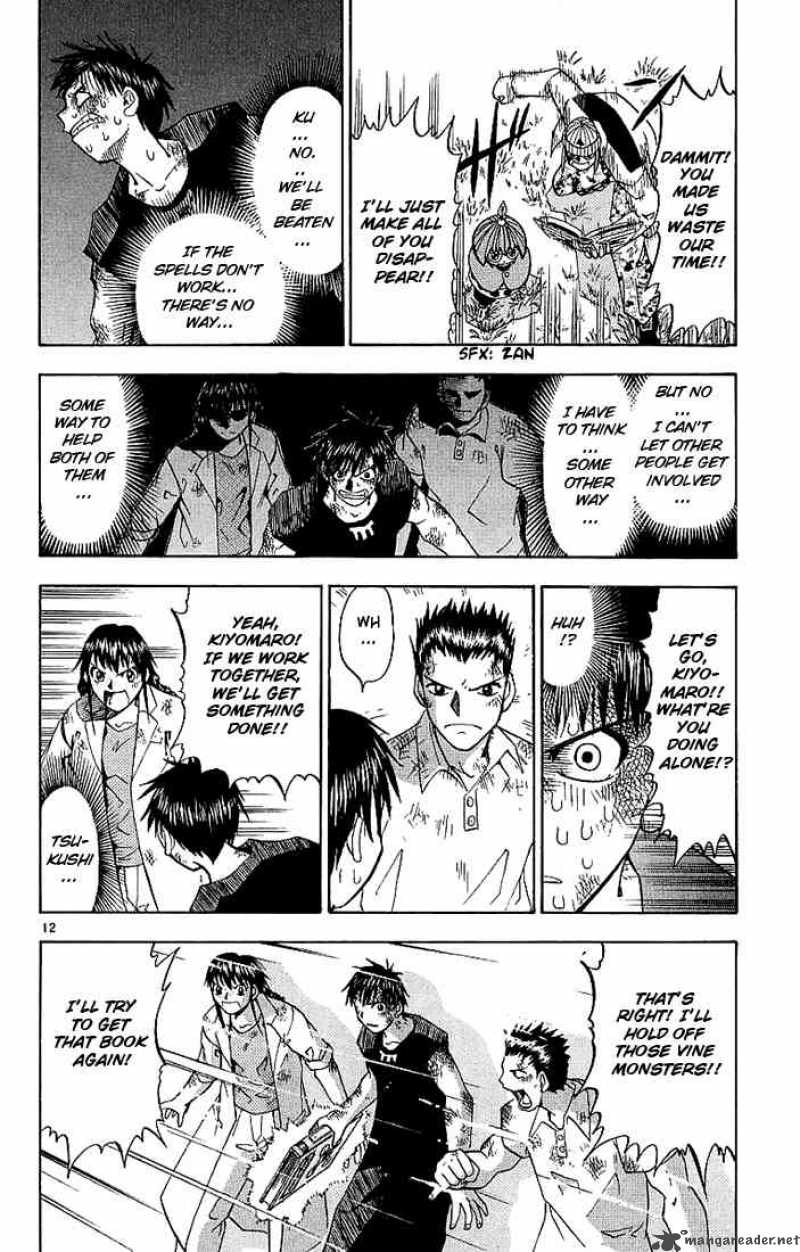 DAMMIT!
YOU
MADE
US
WASTE
OUR
TIME!!
I'LL JUST
MAKE ALL
OF YOU
DISAP-
PEAR!!
ザッ
SFX: ZAN
KU
...
NO.
..
WE'LL
BE
BEATEN
...
IF THE
SPELLS DON'T
WORK...
THERE'S NO
WAY...
BUT NO
...
I CAN'T
LET OTHER
PEOPLE GET
INVOLVED
...
I HAVE
TO THINK
...
SOME
OTHER
WAY
...
SOME
WAY TO
HELP
BOTH OF
THEM
...
LET'S
GO,
KIYO-
MARO!!
WHAT'RE
YOU
DOING
ALONE!?
HUH
!?
WH
...
YEAH,
KIYOMARO!
IF WE WORK
TOGETHER,
WE'LL GET
SOMETHING
DONE!!
TSU-
KUSHI
...
12
THAT'S
RIGHT! I'LL
HOLD OFF
THOSE VINE
MONSTERS!!
I'LL TRY
TO GET
THAT BOOK
AGAIN!
mangareader.net